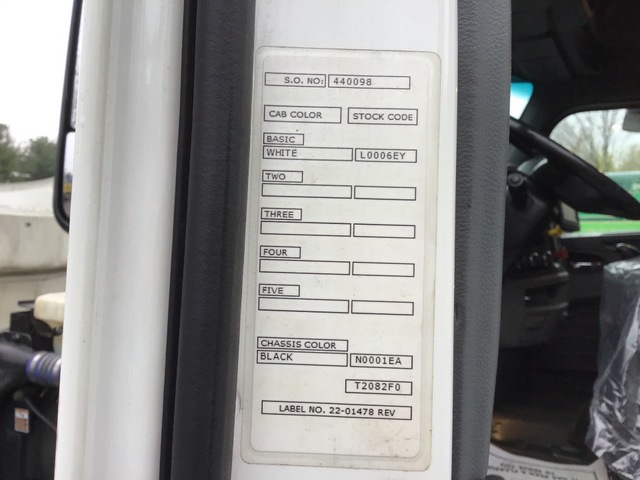 S.O. NO: 440098
CAB COLOR STOCK CODE
BASIC
WHITE L0006EY
TWO
THREE
FOUR
FIVE
CHASSIS COLOR
BLACK N0001EA
T2082F0
LABEL NO. 22-01478 REV